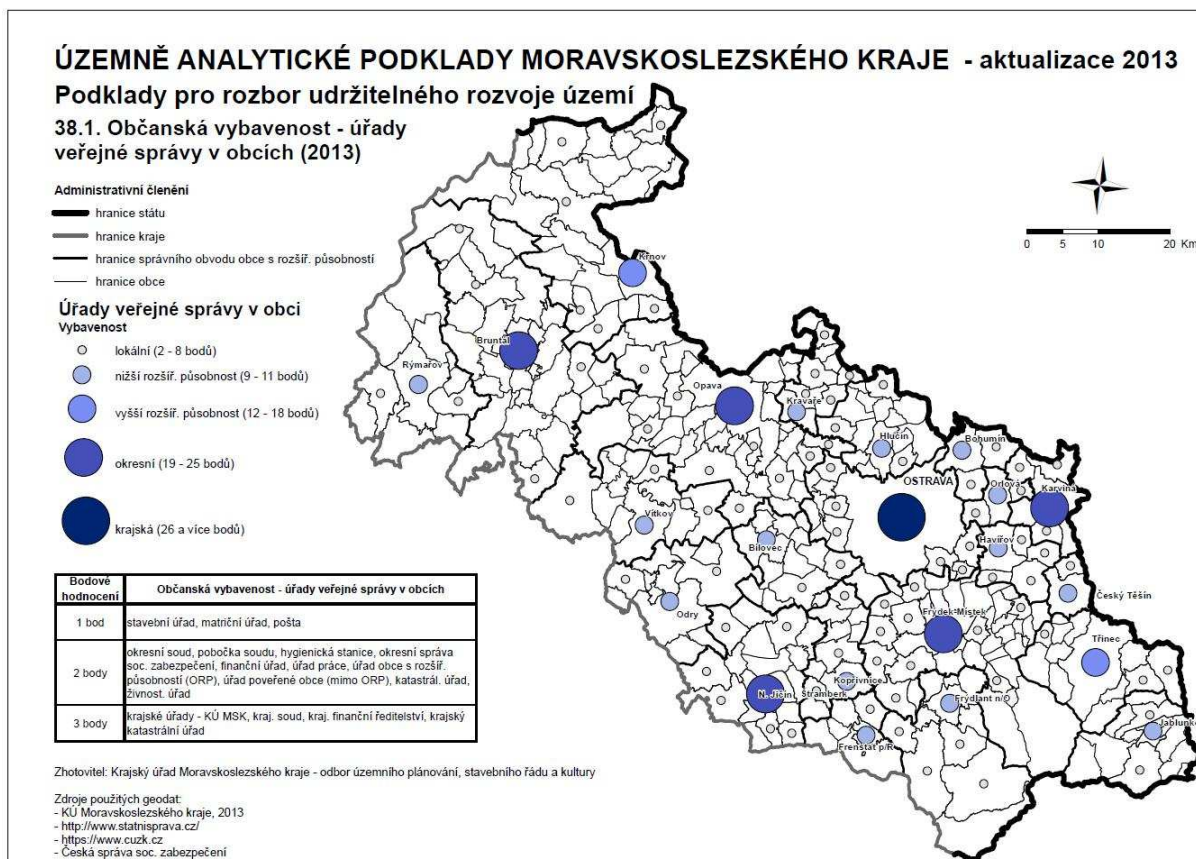 ÚZEMNĚ ANALYTICKÉ PODKLADY MORAVSKOSLEZSKÉHO KRAJE - aktualizace 2013
Podklady pro rozbor udržitelného rozvoje území
38.1. Občanská vybavenost - úřady
veřejné správy v obcích (2013)
Administrativní členění
hranice státu
hranice kraje
hranice správního obvodu obce s rozšíř. působností
hranice obce
Úřady veřejné správy v obci
Vybavenost
lokální (2 - 8 bodů)
nižší rozšíř. působnost (9 - 11 bodů)
vyšší rozšíř. působnost (12 - 18 bodů)
okresní (19 - 25 bodů)
krajská (26 a více bodů)
0 5 10 20 Km
Krnov
Bruntál
Rýmařov
Opava
Kravaře
Hlučín
Bohumín
OSTRAVA
Orlová
Karviná
Vítkov
Bílovec
Havířov
Český Těšín
Odry
Frýdek-Místek
Třinec
Kopřivnice
N. Jičín
Štramberk
Frýdlant n/O
Frenštát p/R
Jablunko
Bodové hodnocení
Občanská vybavenost - úřady veřejné správy v obcích
1 bod
stavební úřad, matriční úřad, pošta
2 body
okresní soud, pobočka soudu, hygienická stanice, okresní správa
soc. zabezpečení, finanční úřad, úřad práce, úřad obce s rozšíř.
působností (ORP), úřad pověřené obce (mimo ORP), katastrál. úřad,
živnost. úřad
3 body
krajské úřady - KÚ MSK, kraj. soud, kraj. finanční ředitelství, krajský
katastrální úřad
Zhotovitel: Krajský úřad Moravskoslezského kraje - odbor územního plánování, stavebního řádu a kultury
Zdroje použitých geodat:
- KÚ Moravskoslezského kraje, 2013
- http://www.statnisprava.cz/
- https://www.cuzk.cz
- Česká správa soc. zabezpečení